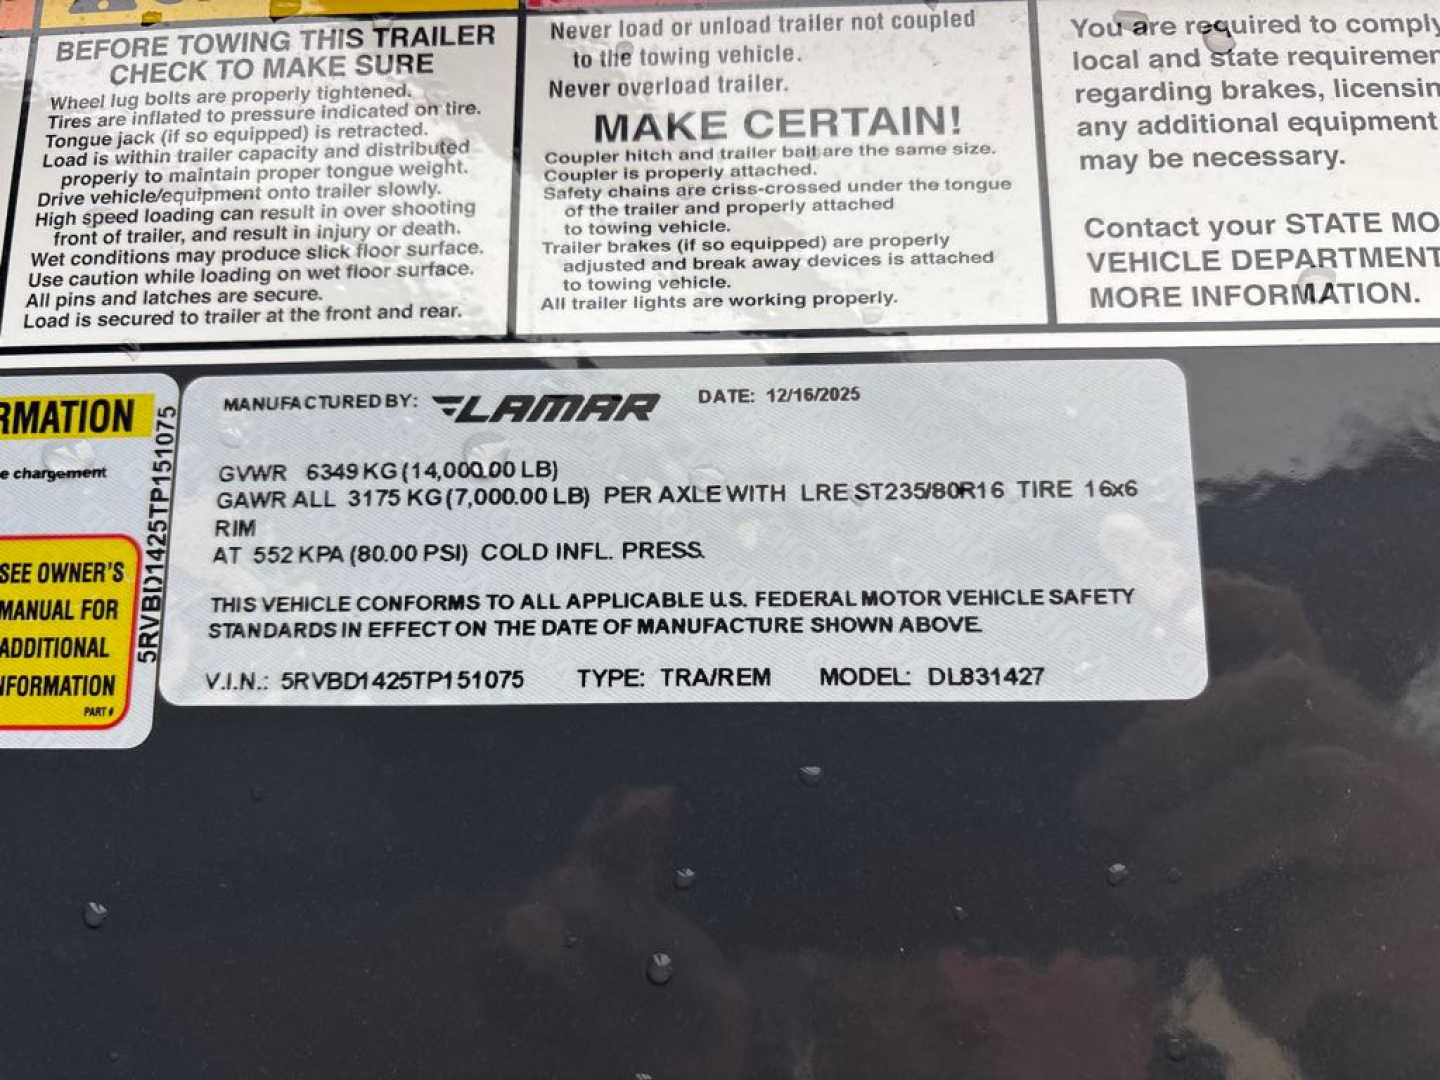 BEFORE TOWING THIS TRAILER
CHECK TO MAKE SURE
Wheel lug bolts are properly tightened.
Tires are inflated to pressure indicated on tire.
Tongue jack (if so equipped) is retracted.
Load is within trailer capacity and distributed
properly to maintain proper tongue weight.
Drive vehicle/equipment onto trailer slowly.
High speed loading can result in over shooting
front of trailer, and result in injury or death.
Wet conditions may produce slick floor surface.
Use caution while loading on wet floor surface.
All pins and latches are secure.
Load is secured to trailer at the front and rear.
Never load or unload trailer not coupled
to the towing vehicle.
Never overload trailer.
MAKE CERTAIN!
Coupler hitch and trailer ball are the same size.
Coupler is properly attached.
Safety chains are criss-crossed under the tongue
of the trailer and properly attached
to towing vehicle.
Trailer brakes (if so equipped) are properly
adjusted and break away devices is attached
to towing vehicle.
All trailer lights are working properly.
You are required to comply
local and state requiremen
regarding brakes, licensin
any additional equipment
may be necessary.
Contact your STATE MO
VEHICLE DEPARTMENT
MORE INFORMATION.
RMATION
e chargement
SEE OWNER'S
MANUAL FOR
ADDITIONAL
NFORMATION
PART #
5RVBD1425TP151075
MANUFACTURED BY: LAMAR DATE: 12/16/2025
GVWR 6349 KG (14,000.00 LB)
GAWR ALL 3175 KG (7,000.00 LB) PER AXLE WITH LRE ST235/80R16 TIRE 16x6
RIM
AT 552 KPA (80.00 PSI) COLD INFL. PRESS.
THIS VEHICLE CONFORMS TO ALL APPLICABLE U.S. FEDERAL MOTOR VEHICLE SAFETY
STANDARDS IN EFFECT ON THE DATE OF MANUFACTURE SHOWN ABOVE.
V.I.N.: 5RVBD1425TP151075 TYPE: TRA/REM MODEL: DL831427